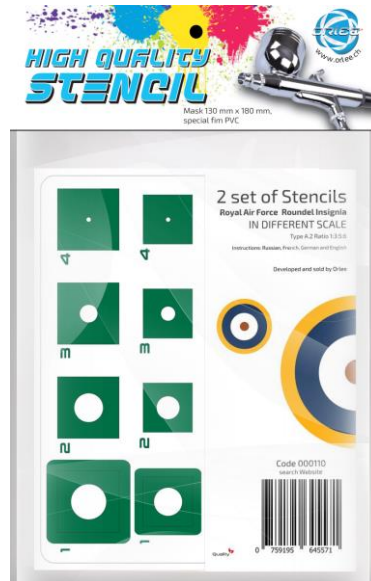 HIGH QUALITY
STENCIL
Mask 130 mm x 180 mm,
special fim PVC
Orlee
www.orlee.ch
2 set of Stencils
Royal Air Force Roundel Insignia
IN DIFFERENT SCALE
Type A.2 Ratio 1:3:5:6
Instructions: Russian, French, German and English
Developed and sold by Orlee
4 4
3 3
2 2
1 1
Code 000110
search Website
Quality
0 759195 645571